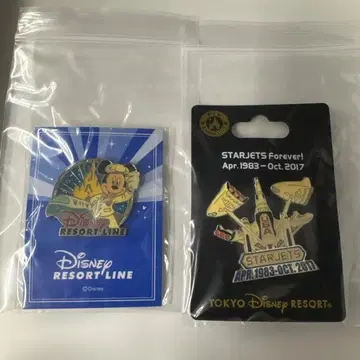 DISNEY
RESORT LINE
Disney
RESORT LINE
©Disney
STARJETS Forever!
Apr. 1983 – Oct. 2017
STARJETS
APR.1983-OCT.2017
TOKYO Disney RESORT®